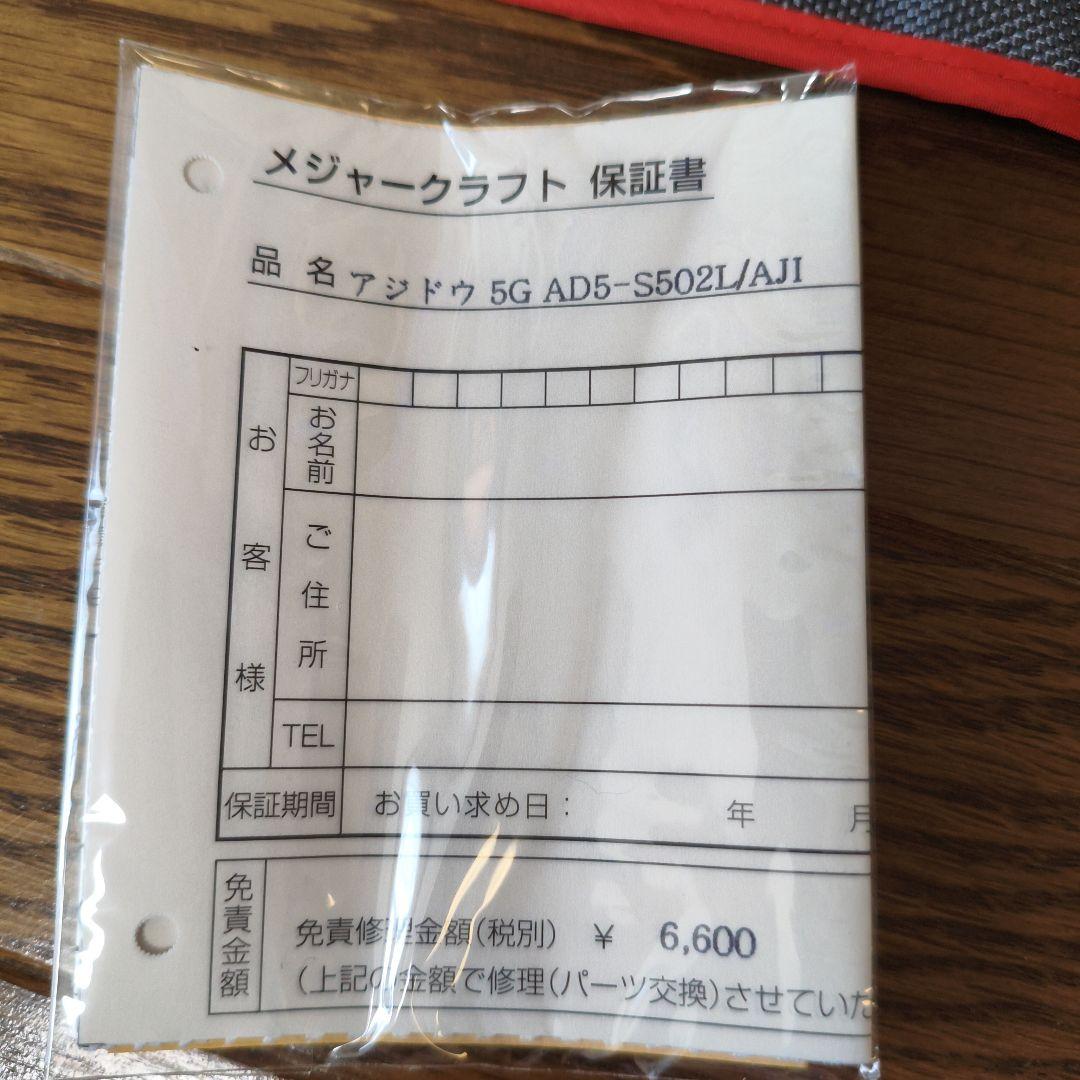 メジャークラフト 保証書
品 名 アジドウ 5G AD5-S502L/AJI
お客様
フリガナ
お名前
ご住所
TEL
保証期間 お買い求め日： 年 月
免責金額
免責修理金額(税別) ¥ 6,600
(上記の金額で修理(パーツ交換)させていた